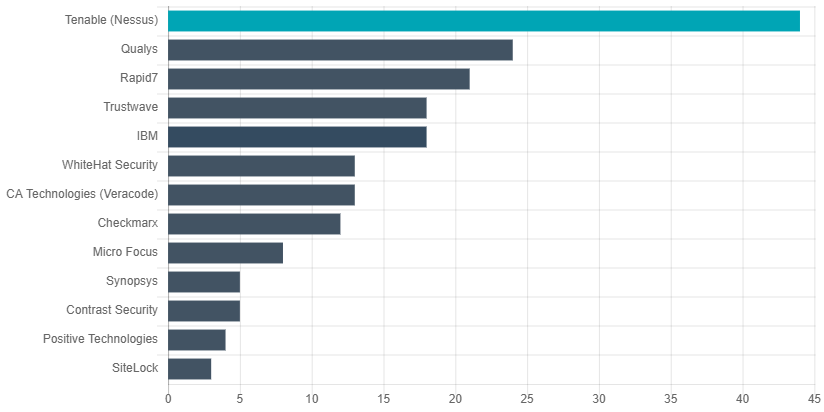 Tenable (Nessus)
Qualys
Rapid7
Trustwave
IBM
WhiteHat Security
CA Technologies (Veracode)
Checkmarx
Micro Focus
Synopsys
Contrast Security
Positive Technologies
SiteLock
0 5 10 15 20 25 30 35 40 45